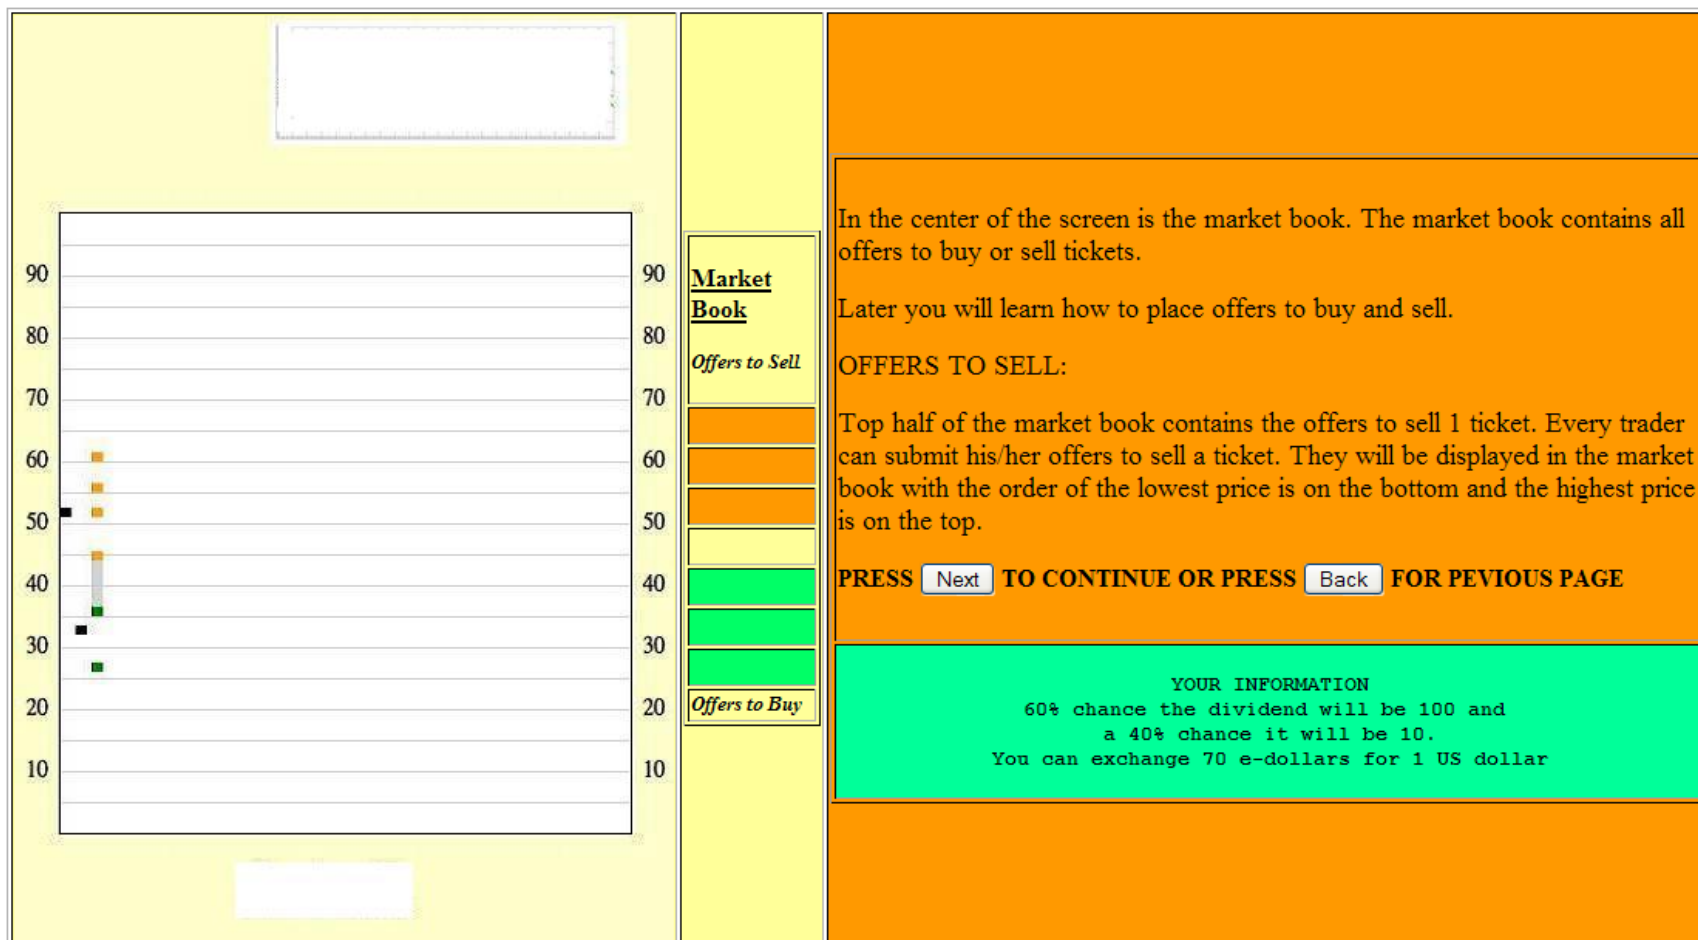 90
80
70
60
50
40
30
20
10
90
80
70
60
50
40
30
20
10
Market
Book
Offers to Sell
Offers to Buy
In the center of the screen is the market book. The market book contains all
offers to buy or sell tickets.
Later you will learn how to place offers to buy and sell.
OFFERS TO SELL:
Top half of the market book contains the offers to sell 1 ticket. Every trader
can submit his/her offers to sell a ticket. They will be displayed in the market
book with the order of the lowest price is on the bottom and the highest price
is on the top.
PRESS Next TO CONTINUE OR PRESS Back FOR PEVIOUS PAGE
YOUR INFORMATION
60% chance the dividend will be 100 and
a 40% chance it will be 10.
You can exchange 70 e-dollars for 1 US dollar